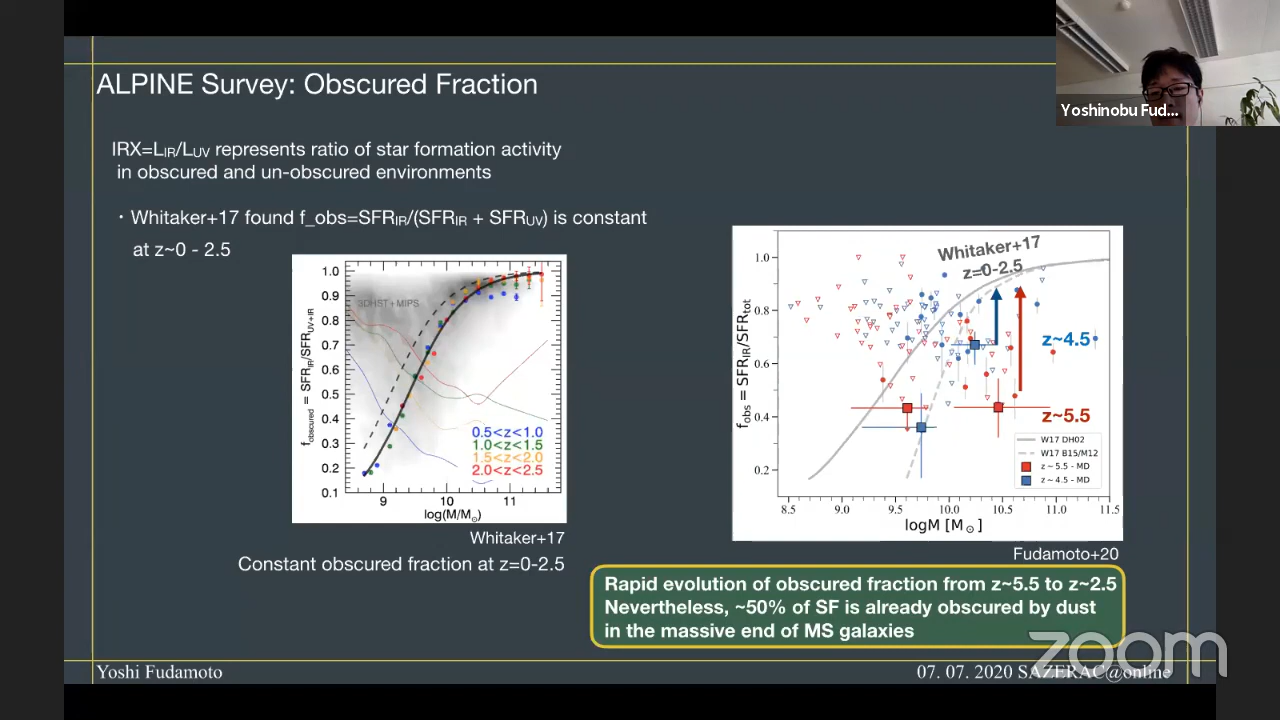 ALPINE Survey: Obscured Fraction
Yoshinobu Fud...
IRX=LIR/LUV represents ratio of star formation activity
in obscured and un-obscured environments
・Whitaker+17 found f_obs=SFRIR/(SFRIR + SFRUV) is constant
at z~0 - 2.5
fobscured = SFRIR/SFRUV+IR
1.0
0.9
0.8
0.7
0.6
0.5
0.4
0.3
0.2
0.1
3DHST+MIPS
0.5<z<1.0
1.0<z<1.5
1.5<z<2.0
2.0<z<2.5
9 10 11
log(M/M⊙)
Whitaker+17
Constant obscured fraction at z=0-2.5
fobs = SFRIR/SFRtot
1.0
0.8
0.6
0.4
0.2
Whitaker+17
z=0-2.5
z~4.5
z~5.5
W17 DH02
W17 B15/M12
z ~ 5.5 - MD
z ~ 4.5 - MD
8.5 9.0 9.5 10.0 10.5 11.0 11.5
logM [M⊙]
Fudamoto+20
Rapid evolution of obscured fraction from z~5.5 to z~2.5
Nevertheless, ~50% of SF is already obscured by dust
in the massive end of MS galaxies
zoom
Yoshi Fudamoto
07. 07. 2020 SAZERAC@online